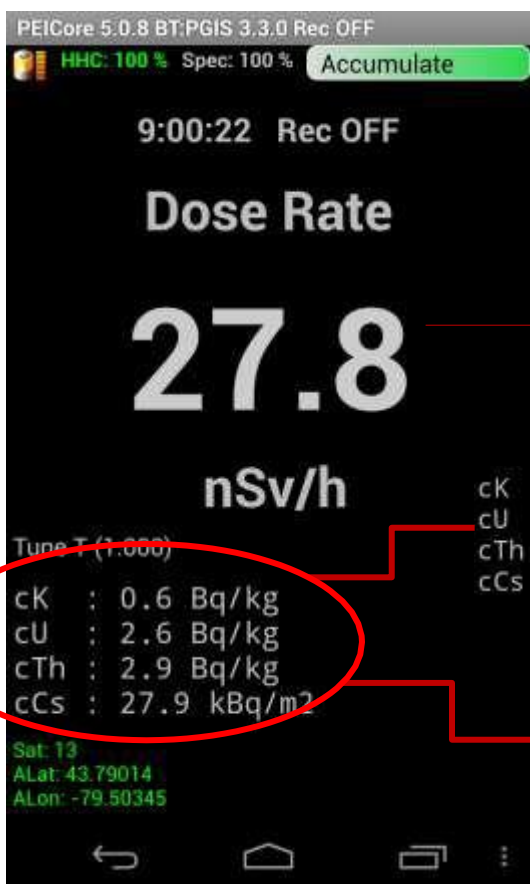 PEICore 5.0.8 BT:PGIS 3.3.0 Rec OFF
HHC: 100 % Spec: 100 % Accumulate
9:00:22 Rec OFF
Dose Rate
27.8
nSv/h
cK
cU
cTh
cCs
Tune T (1.000)
cK : 0.6 Bq/kg
cU : 2.6 Bq/kg
cTh : 2.9 Bq/kg
cCs : 27.9 kBq/m2
Sat: 13
ALat: 43.79014
ALon: -79.50345